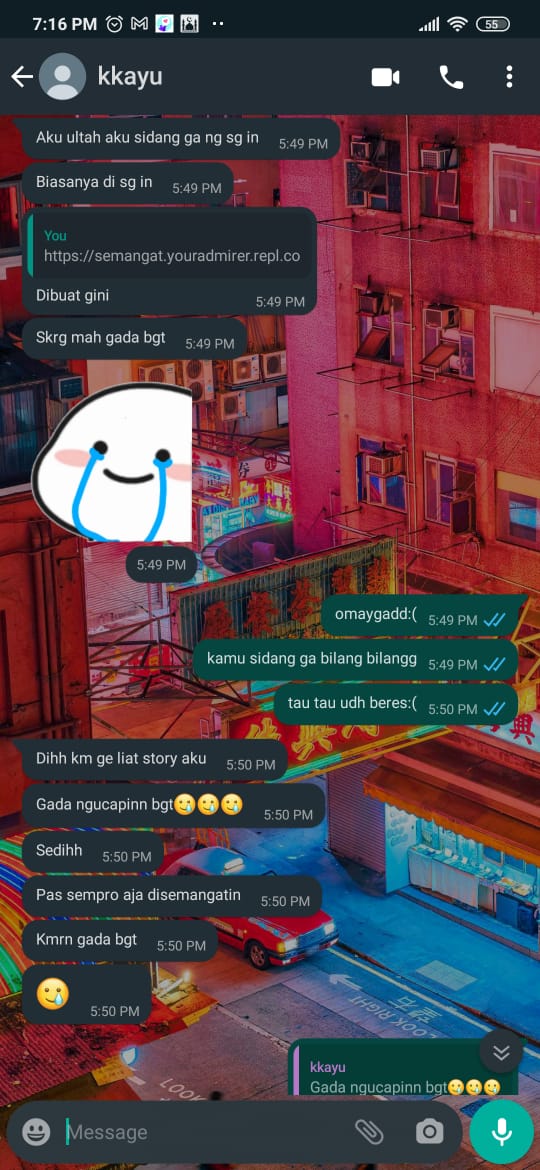 7:16 PM
55
kkayu
Aku ultah aku sidang ga ng sg in 5:49 PM
Biasanya di sg in 5:49 PM
You
https://semangat.youradmirer.repl.co
Dibuat gini 5:49 PM
Skrg mah gada bgt 5:49 PM
5:49 PM
omaygadd:( 5:49 PM
kamu sidang ga bilang bilangg 5:49 PM
tau tau udh beres:( 5:50 PM
Dihh km ge liat story aku 5:50 PM
Gada ngucapinn bgt🥲🥲🥲 5:50 PM
Sedihh 5:50 PM
Pas sempro aja disemangatin 5:50 PM
Kmrn gada bgt 5:50 PM
🥲 5:50 PM
LOOK RIGHT
kkayu
Gada ngucapinn bgt🥲🥲🥲
Message